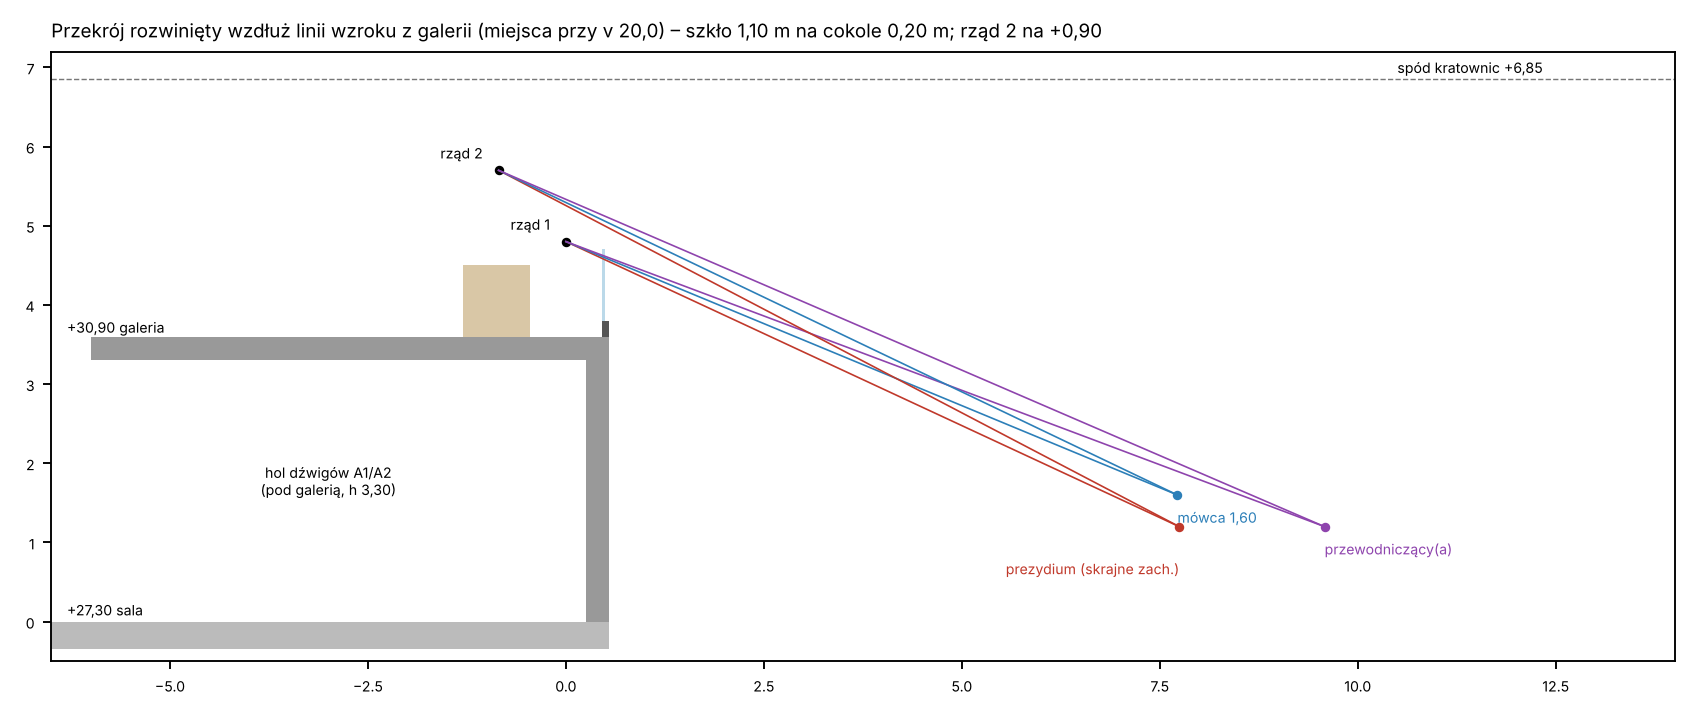 Przekrój rozwinięty wzdłuż linii wzroku z galerii (miejsca przy v 20,0) – szkło 1,10 m na cokole 0,20 m; rząd 2 na +0,90
7
spód kratownic +6,85
6
rząd 2
5
rząd 1
4
+30,90 galeria
3
2
hol dźwigów A1/A2
(pod galerią, h 3,30)
mówca 1,60
1
przewodniczący(a)
prezydium (skrajne zach.)
+27,30 sala
0
−5.0
−2.5
0.0
2.5
5.0
7.5
10.0
12.5